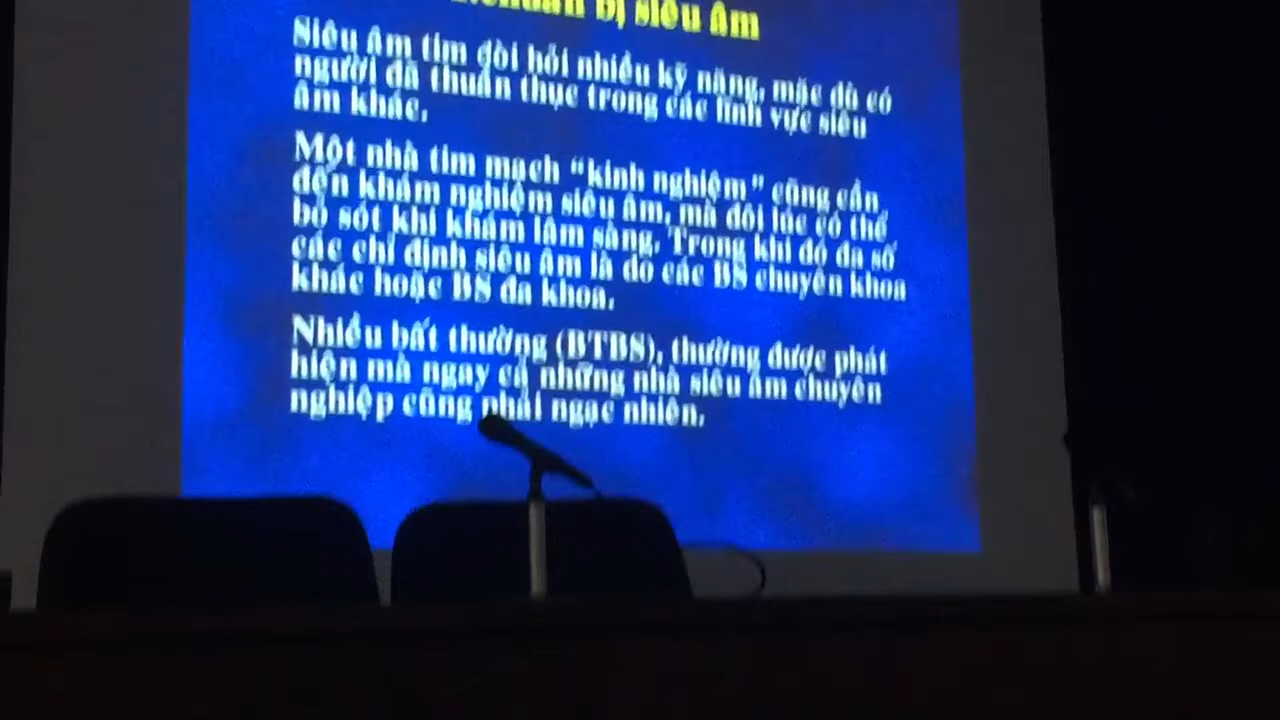 bị siêu âm
Siêu âm tim đòi hỏi nhiều kỹ năng, mặc dù có
người đã thuần thục trong các lĩnh vực siêu
âm khác.
Một nhà tim mạch “kinh nghiệm” cũng cần
đến khám nghiệm siêu âm, mà đôi lúc có thể
bỏ sót khi khám lâm sàng. Trong khi đó đa số
các chỉ định siêu âm là do các BS chuyên khoa
khác hoặc BS đa khoa.
Nhiều bất thường (BTBS), thường được phát
hiện mà ngay cả những nhà siêu âm chuyên
nghiệp cũng phải ngạc nhiên.